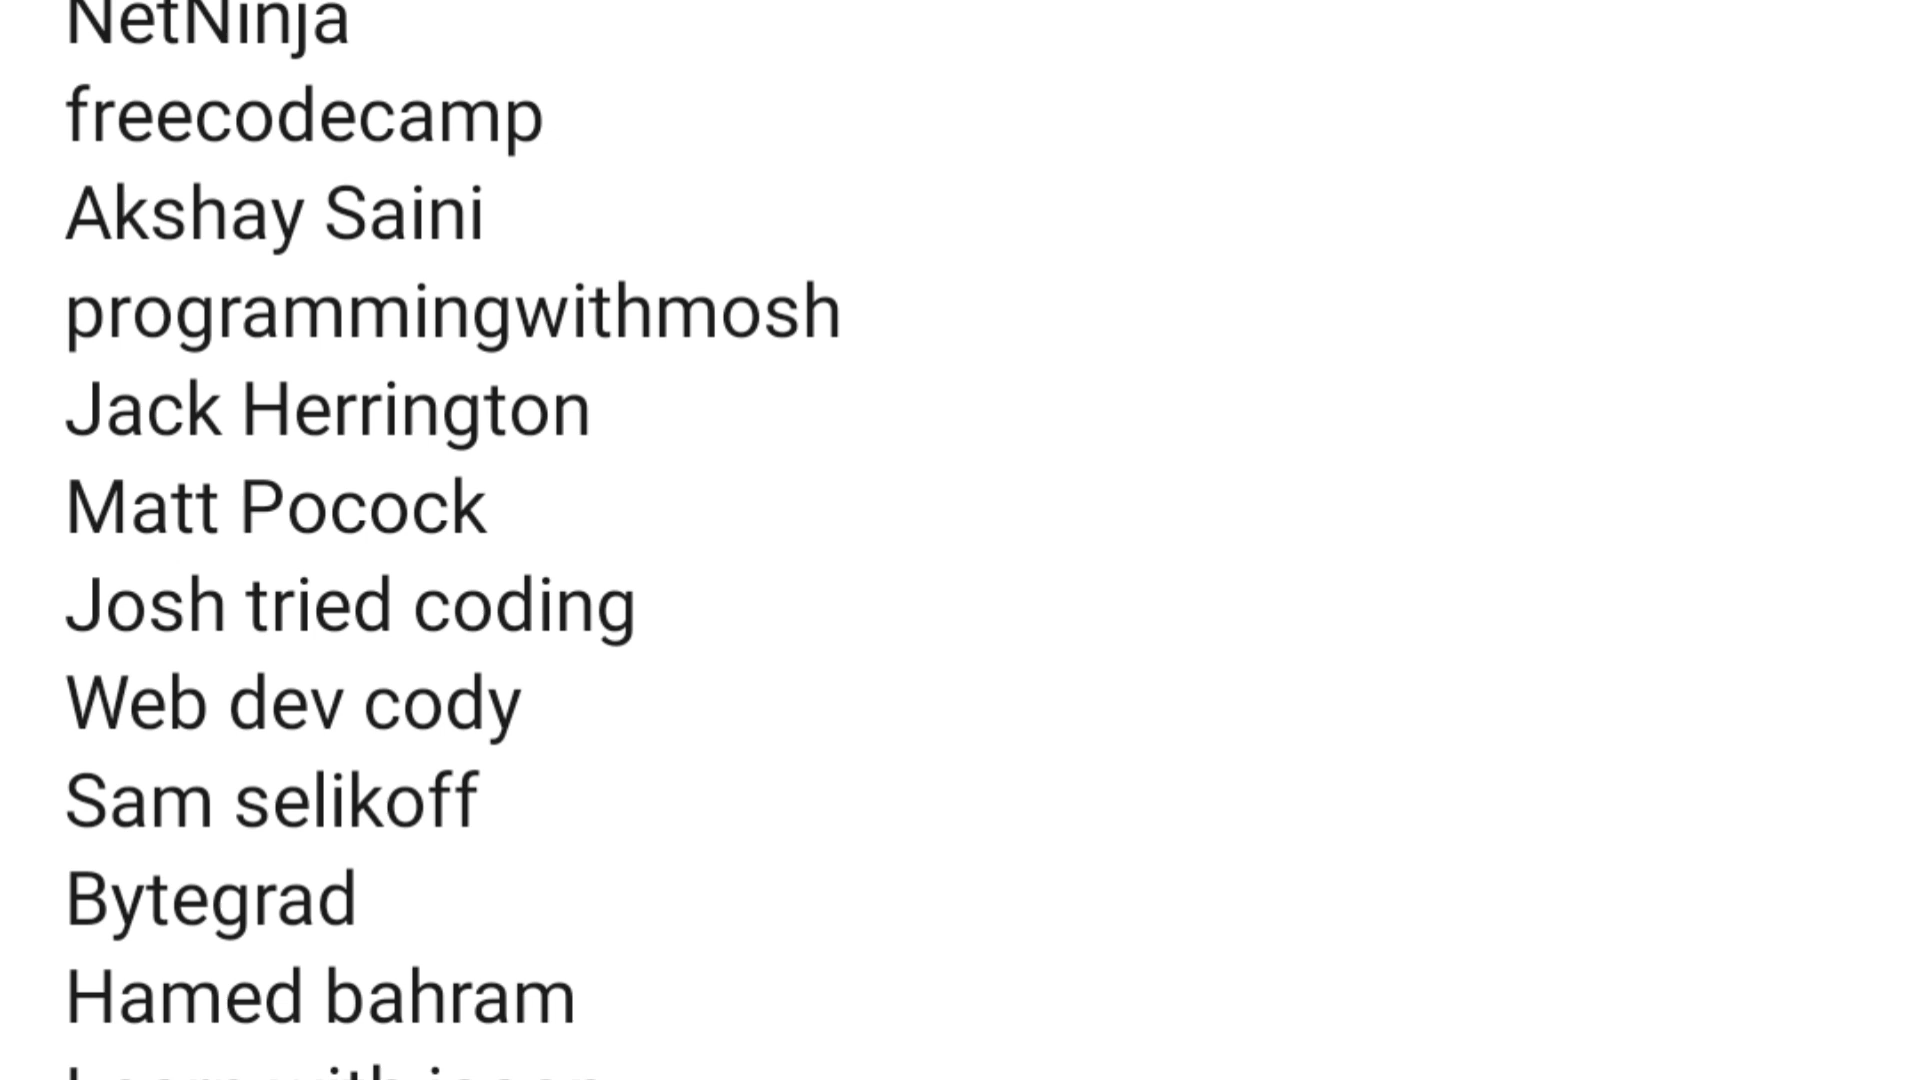 NetNinja
freecodecamp
Akshay Saini
programmingwithmosh
Jack Herrington
Matt Pocock
Josh tried coding
Web dev cody
Sam selikoff
Bytegrad
Hamed bahram